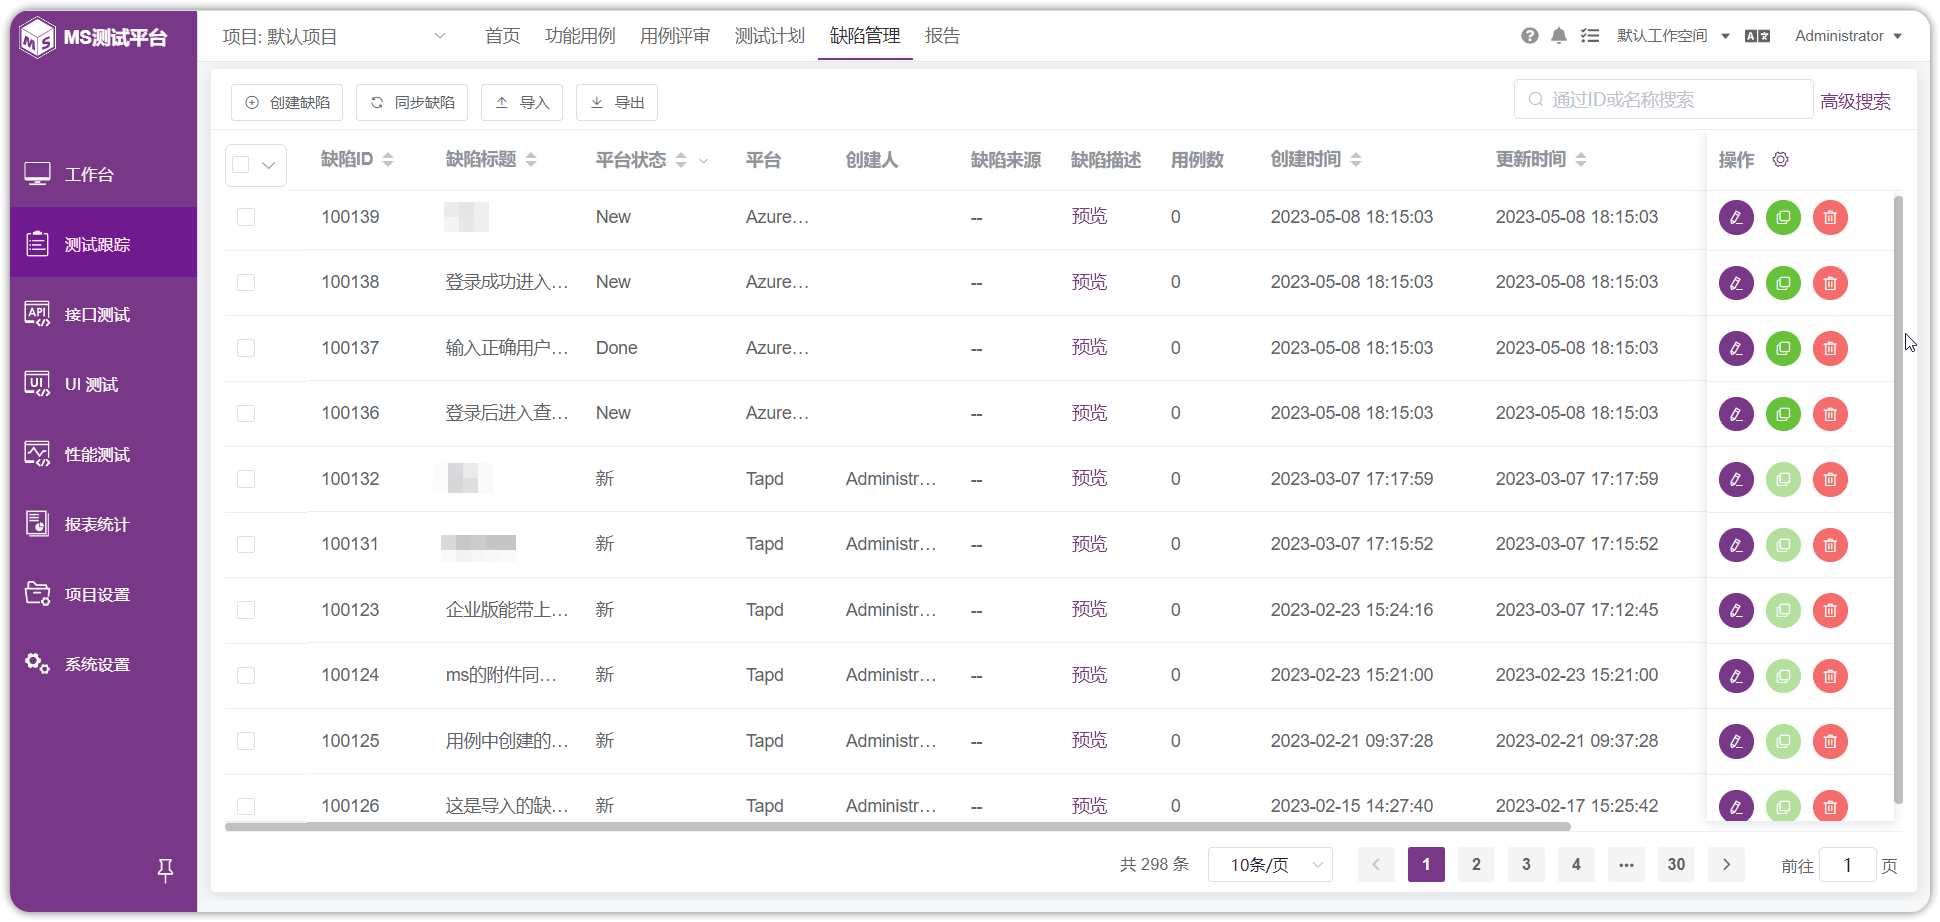 MS测试平台
项目: 默认项目
首页 功能用例 用例评审 测试计划 缺陷管理 报告
默认工作空间
Administrator
工作台
测试跟踪
接口测试
UI 测试
性能测试
报表统计
项目设置
系统设置
创建缺陷 同步缺陷 导入 导出
通过ID或名称搜索 高级搜索
缺陷ID 缺陷标题 平台状态 平台 创建人 缺陷来源 缺陷描述 用例数 创建时间 更新时间 操作
100139 New Azure... -- 预览 0 2023-05-08 18:15:03 2023-05-08 18:15:03
100138 登录成功进入... New Azure... -- 预览 0 2023-05-08 18:15:03 2023-05-08 18:15:03
100137 输入正确用户... Done Azure... -- 预览 0 2023-05-08 18:15:03 2023-05-08 18:15:03
100136 登录后进入查... New Azure... -- 预览 0 2023-05-08 18:15:03 2023-05-08 18:15:03
100132 新 Tapd Administr... -- 预览 0 2023-03-07 17:17:59 2023-03-07 17:17:59
100131 新 Tapd Administr... -- 预览 0 2023-03-07 17:15:52 2023-03-07 17:15:52
100123 企业版能带上... 新 Tapd Administr... -- 预览 0 2023-02-23 15:24:16 2023-03-07 17:12:45
100124 ms的附件同... 新 Tapd Administr... -- 预览 0 2023-02-23 15:21:00 2023-02-23 15:21:00
100125 用例中创建的... 新 Tapd Administr... -- 预览 0 2023-02-21 09:37:28 2023-02-21 09:37:28
100126 这是导入的缺... 新 Tapd Administr... -- 预览 0 2023-02-15 14:27:40 2023-02-17 15:25:42
共 298 条 10条/页 1 2 3 4 ... 30 前往 1 页